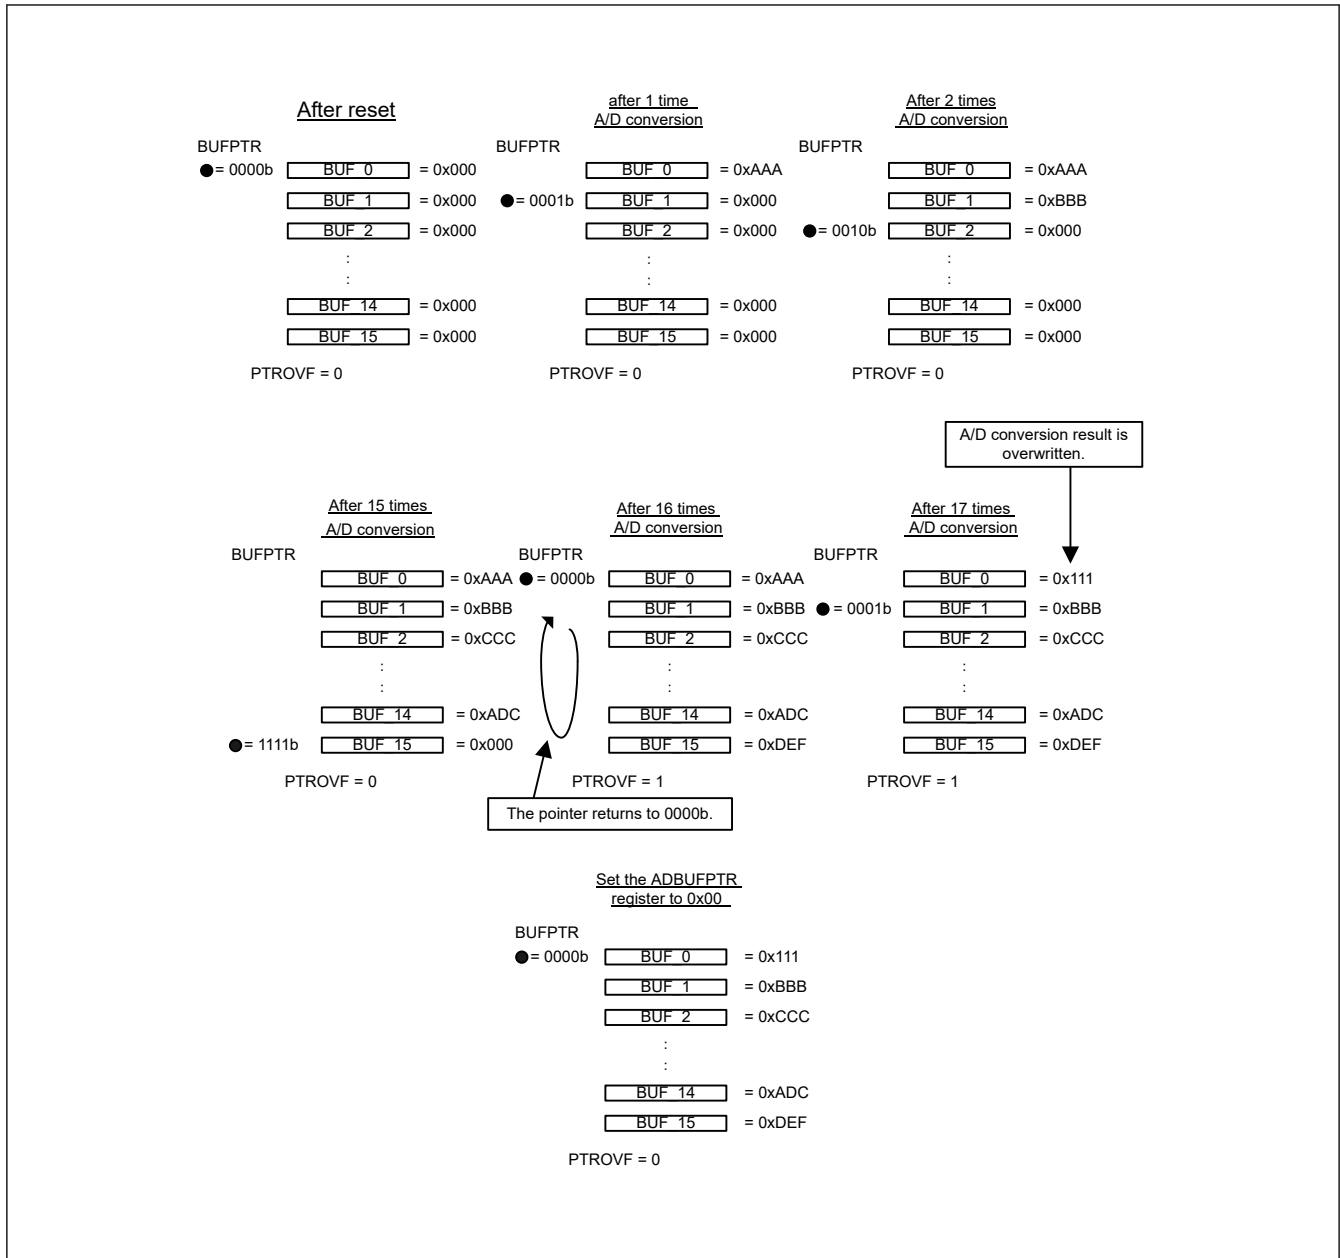 After reset
BUFPTR
●= 0000b BUF_0 = 0x000
BUF_1 = 0x000
BUF_2 = 0x000
:
:
BUF_14 = 0x000
BUF_15 = 0x000
PTROVF = 0
after 1 time
A/D conversion
BUFPTR
BUF_0 = 0xAAA
●= 0001b BUF_1 = 0x000
BUF_2 = 0x000
:
:
BUF_14 = 0x000
BUF_15 = 0x000
PTROVF = 0
After 2 times
A/D conversion
BUFPTR
BUF_0 = 0xAAA
BUF_1 = 0xBBB
●= 0010b BUF_2 = 0x000
:
:
BUF_14 = 0x000
BUF_15 = 0x000
PTROVF = 0
After 15 times
A/D conversion
BUFPTR
BUF_0 = 0xAAA
BUF_1 = 0xBBB
BUF_2 = 0xCCC
:
:
BUF_14 = 0xADC
●= 1111b BUF_15 = 0x000
PTROVF = 0
After 16 times
A/D conversion
BUFPTR
● = 0000b BUF_0 = 0xAAA
BUF_1 = 0xBBB
BUF_2 = 0xCCC
:
:
BUF_14 = 0xADC
BUF_15 = 0xDEF
PTROVF = 1
The pointer returns to 0000b.
A/D conversion result is
overwritten.
After 17 times
A/D conversion
BUFPTR
BUF_0 = 0x111
● = 0001b BUF_1 = 0xBBB
BUF_2 = 0xCCC
:
:
BUF_14 = 0xADC
BUF_15 = 0xDEF
PTROVF = 1
Set the ADBUFPTR
register to 0x00
BUFPTR
●= 0000b BUF_0 = 0x111
BUF_1 = 0xBBB
BUF_2 = 0xCCC
:
:
BUF_14 = 0xADC
BUF_15 = 0xDEF
PTROVF = 0